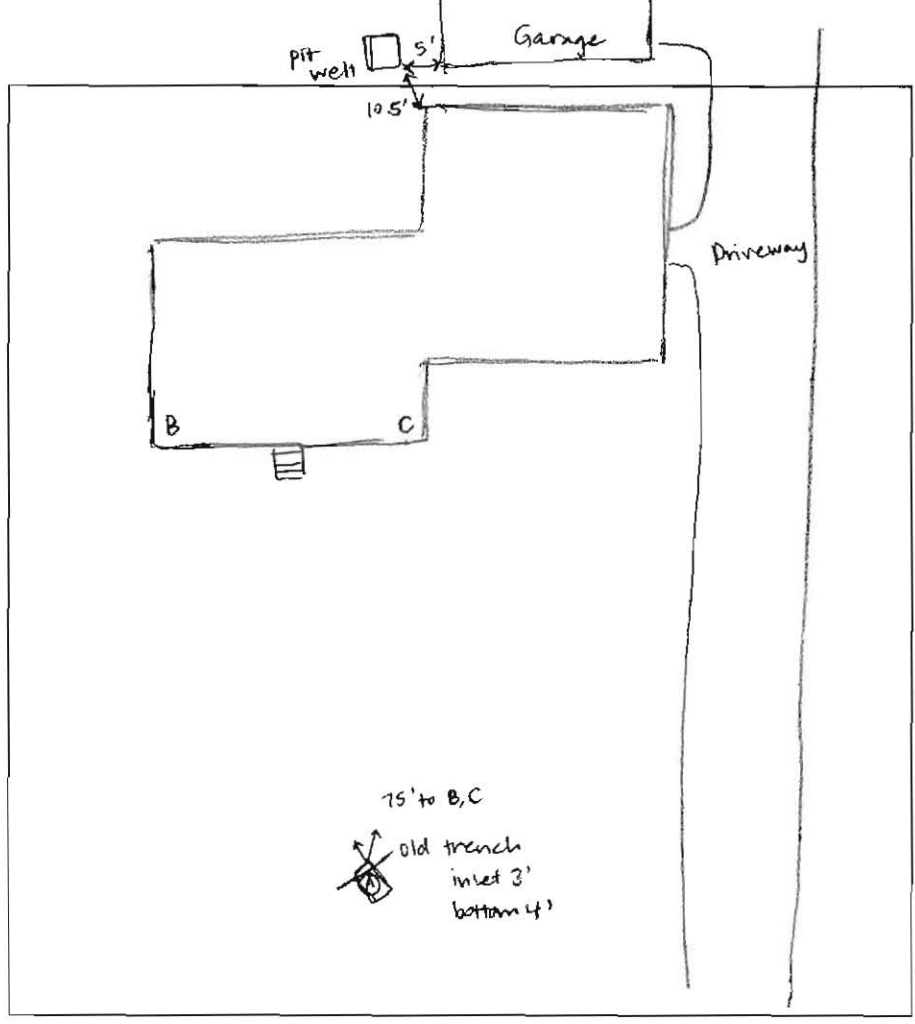 Garage
5'
pit
well
10.5'
Driveway
B
C
75' to B, C
old trench
inlet 3'
bottom 4'
A